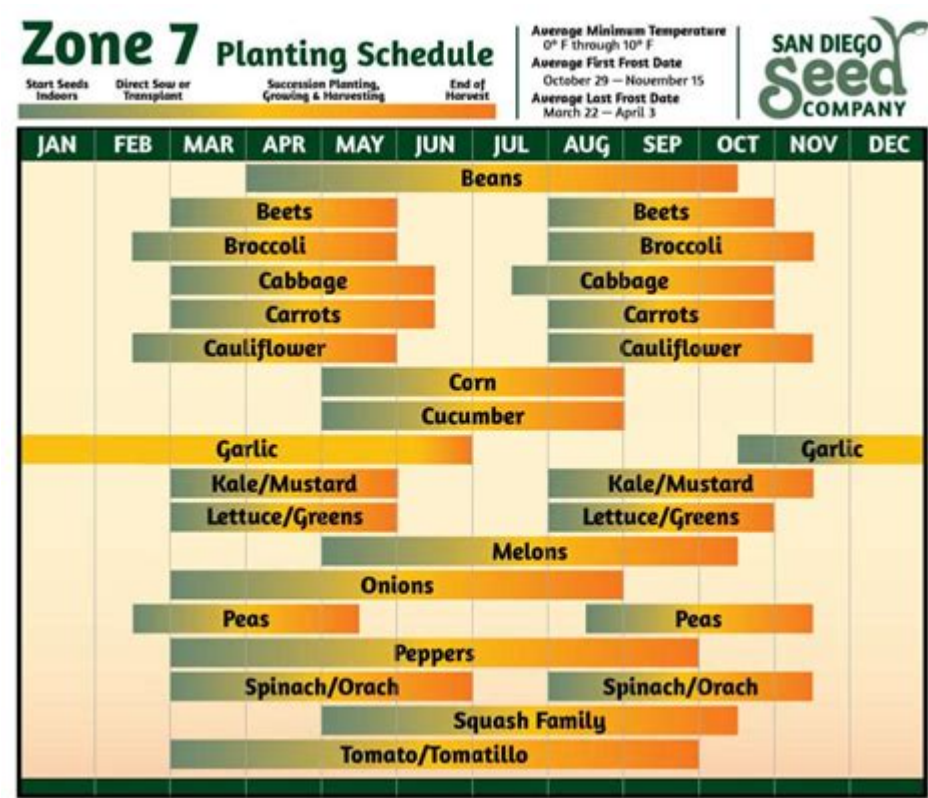 Zone 7 Planting Schedule
Start Seeds Indoors
Direct Sow or Transplant
Succession Planting, Growing & Harvesting
End of Harvest
Average Minimum Temperature
0° F through 10° F
Average First Frost Date
October 29 — November 15
Average Last Frost Date
March 22 — April 3
SAN DIEGO
Seed
COMPANY
JAN FEB MAR APR MAY JUN JUL AUG SEP OCT NOV DEC
Beans
Beets Beets
Broccoli Broccoli
Cabbage Cabbage
Carrots Carrots
Cauliflower Cauliflower
Corn
Cucumber
Garlic Garlic
Kale/Mustard Kale/Mustard
Lettuce/Greens Lettuce/Greens
Melons
Onions
Peas Peas
Peppers
Spinach/Orach Spinach/Orach
Squash Family
Tomato/Tomatillo